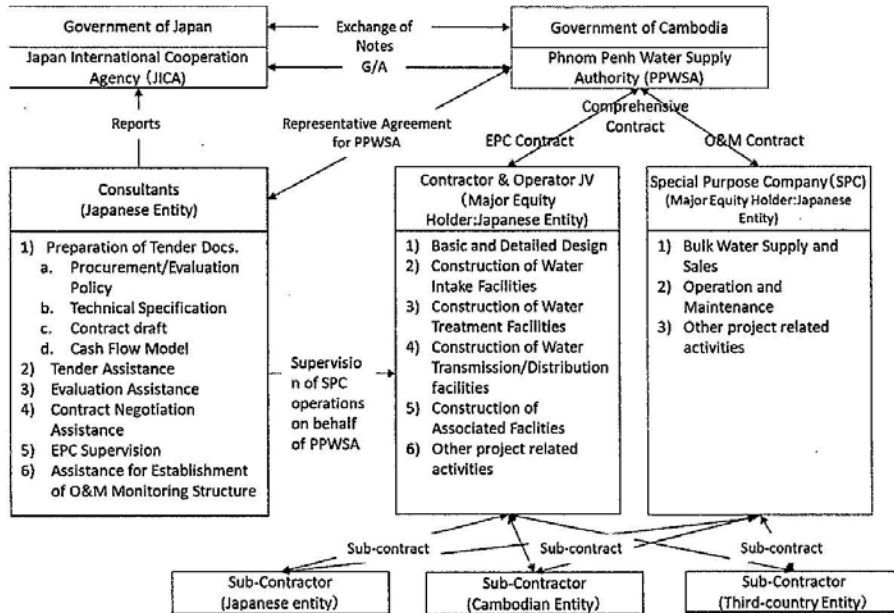 Government of Japan
Japan International Cooperation
Agency (JICA)
Exchange of
Notes
G/A
Government of Cambodia
Phnom Penh Water Supply
Authority (PPWSA)
Reports
Representative Agreement
for PPWSA
Comprehensive
Contract
EPC Contract
O&M Contract
Consultants
(Japanese Entity)
1) Preparation of Tender Docs.
a. Procurement/Evaluation
Policy
b. Technical Specification
c. Contract draft
d. Cash Flow Model
2) Tender Assistance
3) Evaluation Assistance
4) Contract Negotiation
Assistance
5) EPC Supervision
6) Assistance for Establishment
of O&M Monitoring Structure
Supervisio
n of SPC
operations
on behalf
of PPWSA
Contractor & Operator JV
(Major Equity
Holder:Japanese Entity)
1) Basic and Detailed Design
2) Construction of Water
Intake Facilities
3) Construction of Water
Treatment Facilities
4) Construction of Water
Transmission/Distribution
facilities
5) Construction of
Associated Faclities
6) Other project related
activities
Special Purpose Company(SPC)
(Major Equity Holder:Japanese
Entity)
1) Bulk Water Supply and
Sales
2) Operation and
Maintenance
3) Other project related
activities
Sub-contract
Sub-contract
Sub-contract
Sub-Contractor
(Japanese entity)
Sub-Contractor
(Cambodian Entity)
Sub-Contractor
(Third-country Entity)